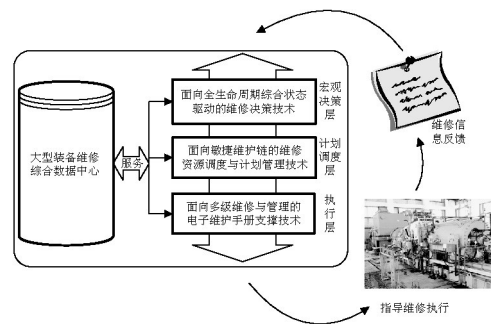 面向全生命周期综合状态
驱动的维修决策技术
宏观
决策
层
大型装备维修
综合数据中心
服务
面向敏捷维护链的维修
资源调度与计划管理技术
计划
调度
层
面向多级维修与管理的
电子维护手册支撑技术
执
行
层
维修信
息反馈
指导维修执行